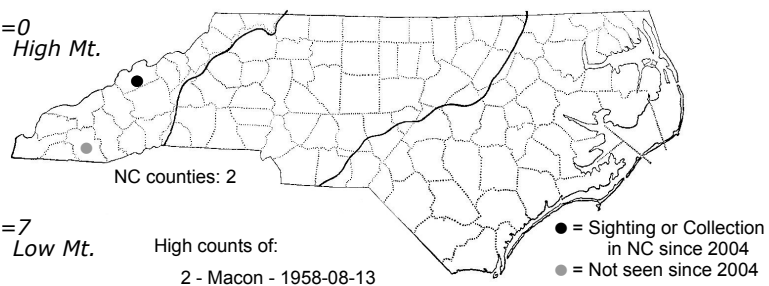 =0
High Mt.
NC counties: 2
=7
Low Mt.
High counts of:
2 - Macon - 1958-08-13
● = Sighting or Collection
in NC since 2004
● = Not seen since 2004